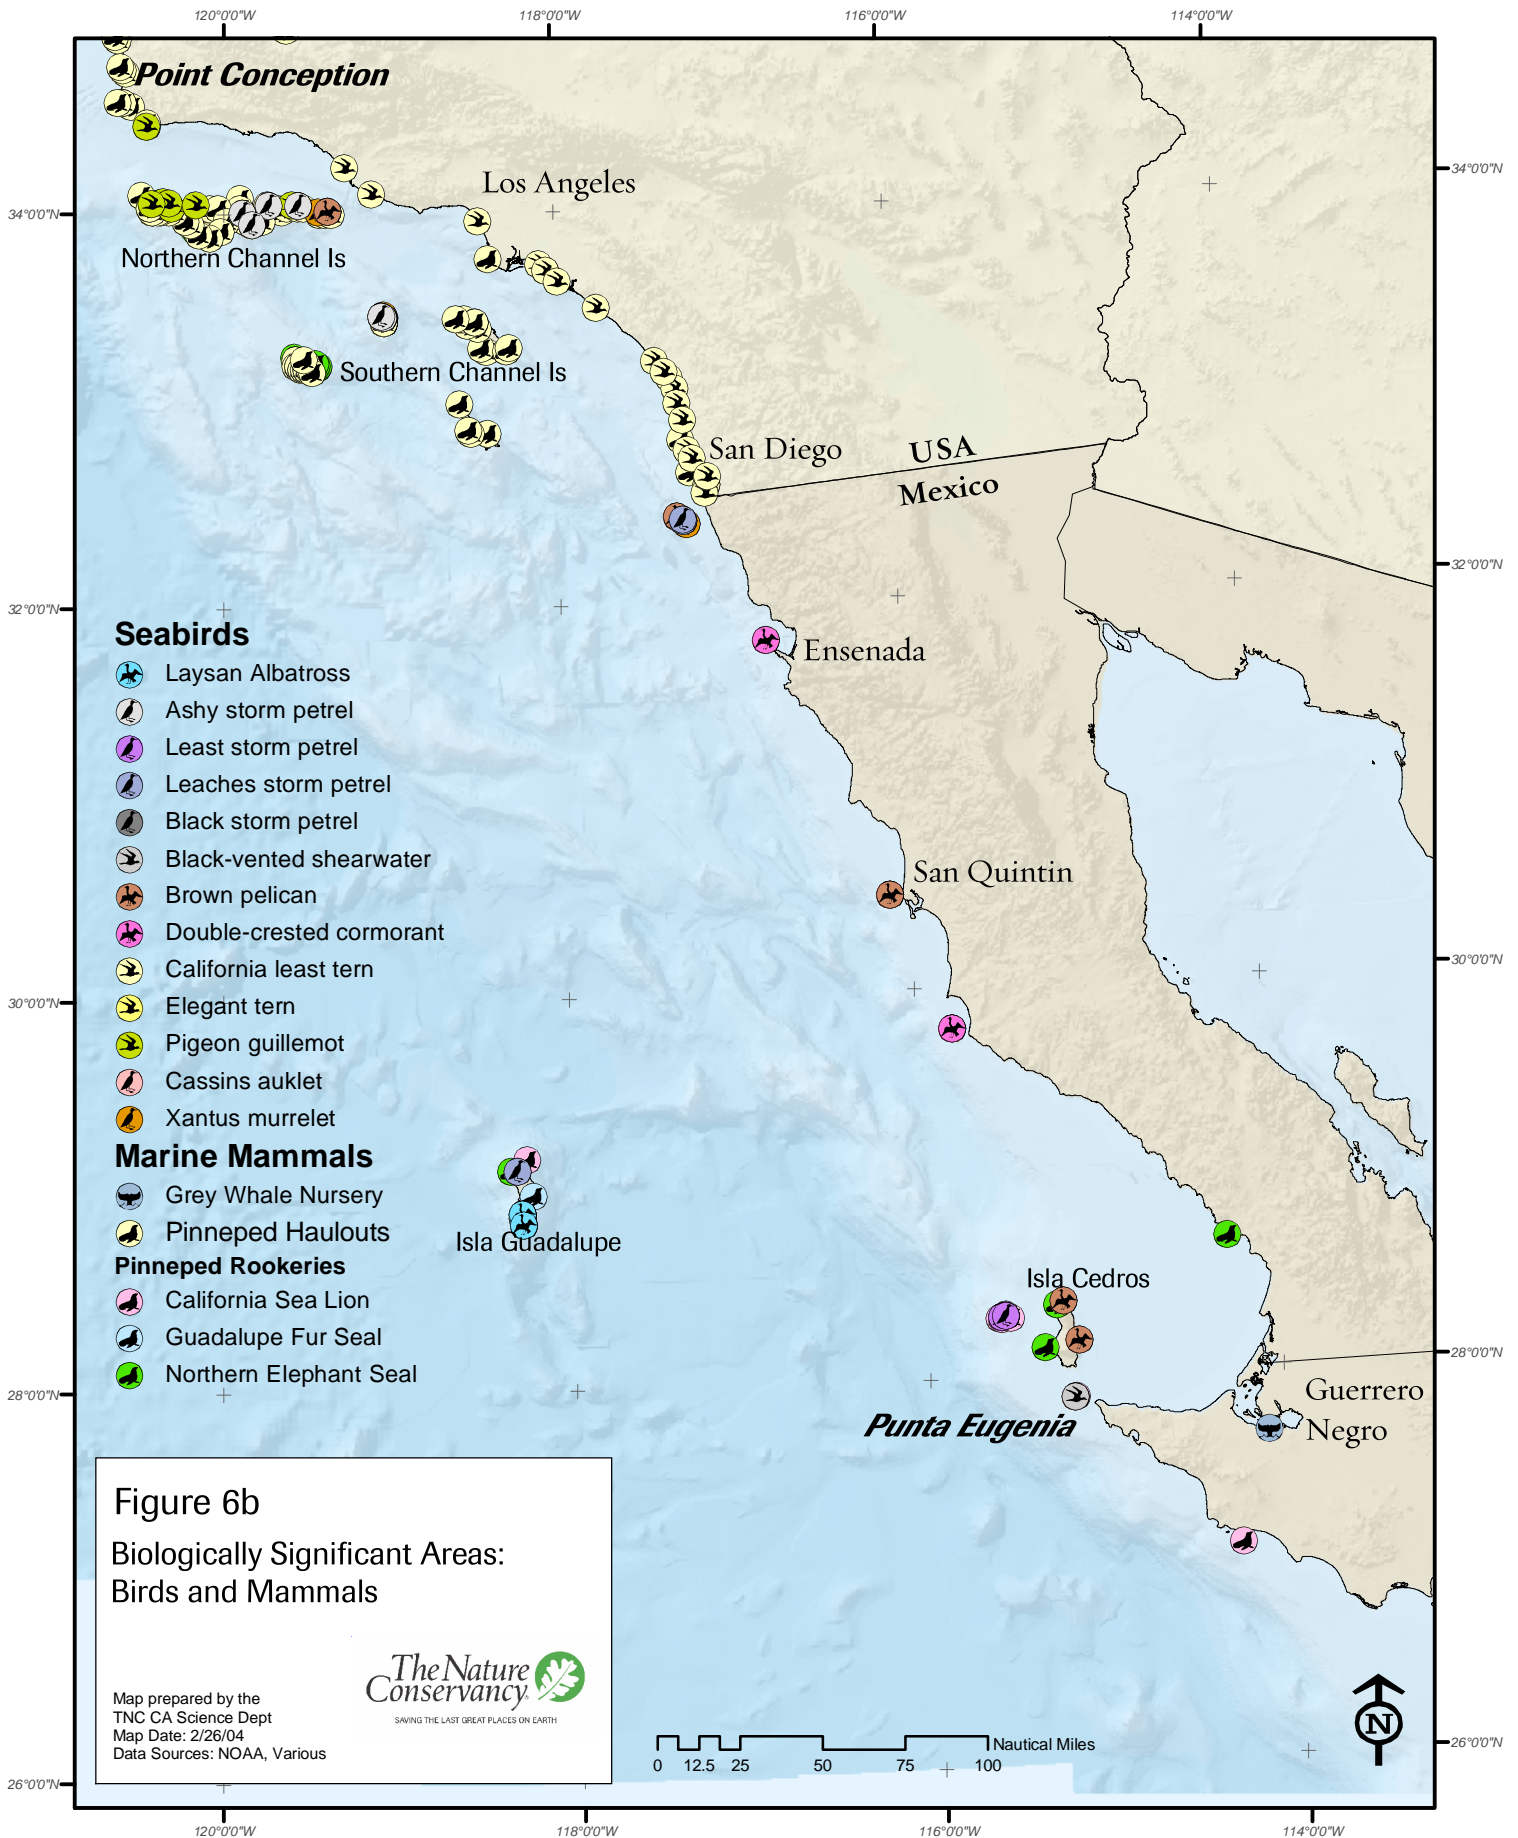 120°0'0"W
118°0'0"W
116°0'0"W
114°0'0"W
Point Conception
Los Angeles
34°0'0"N
34°0'0"N
Northern Channel Is
Southern Channel Is
San Diego
USA
Mexico
32°0'0"N
32°0'0"N
Ensenada
Seabirds
Laysan Albatross
Ashy storm petrel
Least storm petrel
Leaches storm petrel
Black storm petrel
Black-vented shearwater
Brown pelican
Double-crested cormorant
California least tern
Elegant tern
Pigeon guillemot
Cassins auklet
Xantus murrelet
Marine Mammals
Grey Whale Nursery
Pinneped Haulouts
Pinneped Rookeries
California Sea Lion
Guadalupe Fur Seal
Northern Elephant Seal
San Quintin
30°0'0"N
30°0'0"N
Isla Guadalupe
Isla Cedros
28°0'0"N
28°0'0"N
Guerrero
Negro
Punta Eugenia
Figure 6b
Biologically Significant Areas:
Birds and Mammals
The Nature
Conservancy
SAVING THE LAST GREAT PLACES ON EARTH
Map prepared by the
TNC CA Science Dept
Map Date: 2/26/04
Data Sources: NOAA, Various
Nautical Miles
0 12.5 25 50 75 100
N
26°0'0"N
26°0'0"N
120°0'0"W
118°0'0"W
116°0'0"W
114°0'0"W